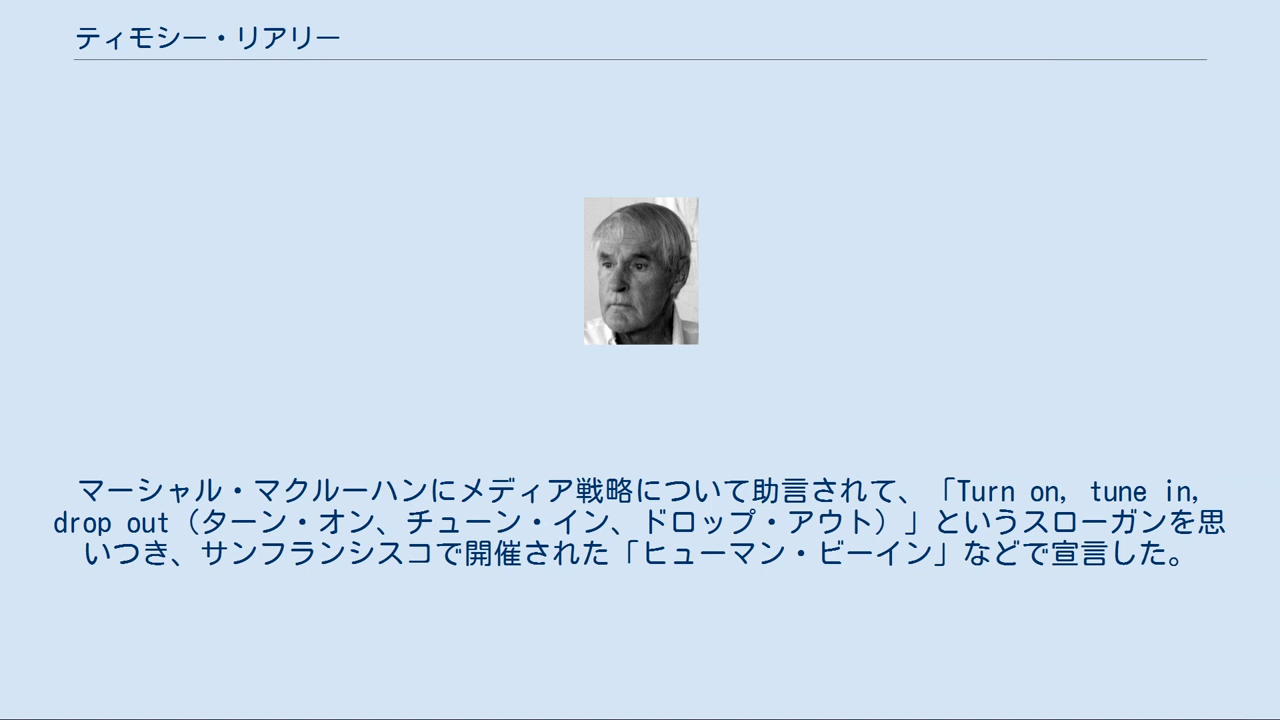 ティモシー・リアリー
マーシャル・マクルーハンにメディア戦略について助言されて、「Turn on, tune in,
drop out（ターン・オン、チューン・イン、ドロップ・アウト）」というスローガンを思
いつき、サンフランシスコで開催された「ヒューマン・ビーイン」などで宣言した。